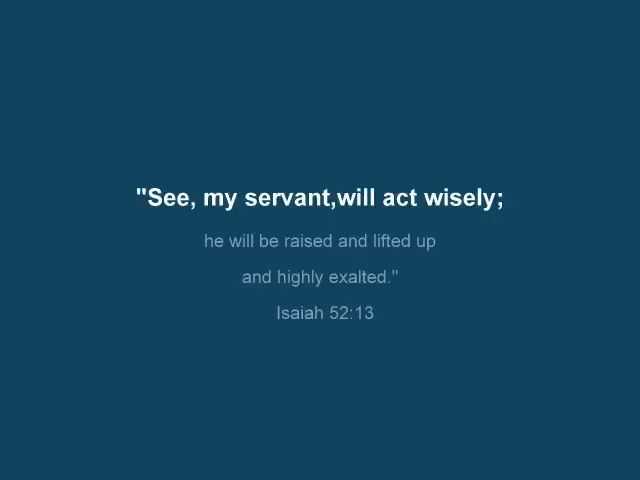 "See, my servant,will act wisely;
he will be raised and lifted up
and highly exalted."
Isaiah 52:13